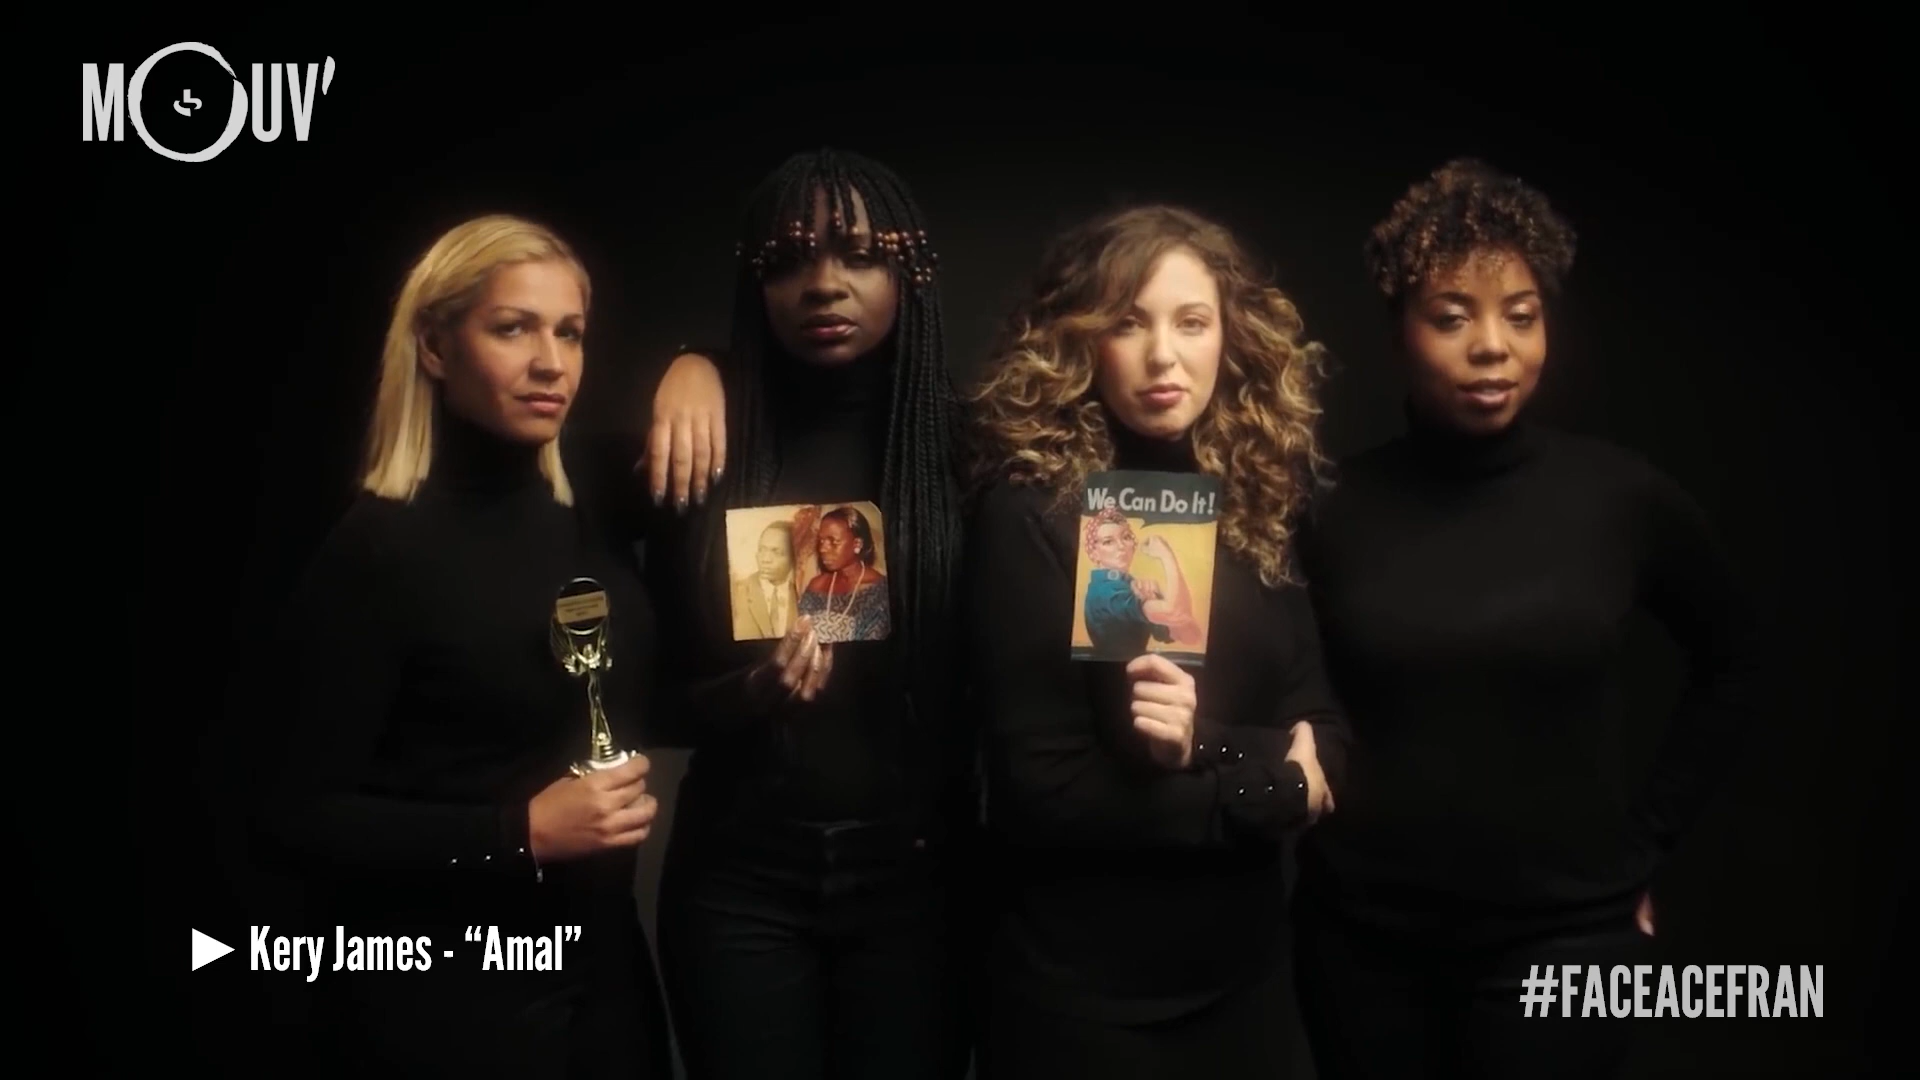 MOUV'
We Can Do It!
Kery James - “Amal”
#FACEACEFRAN